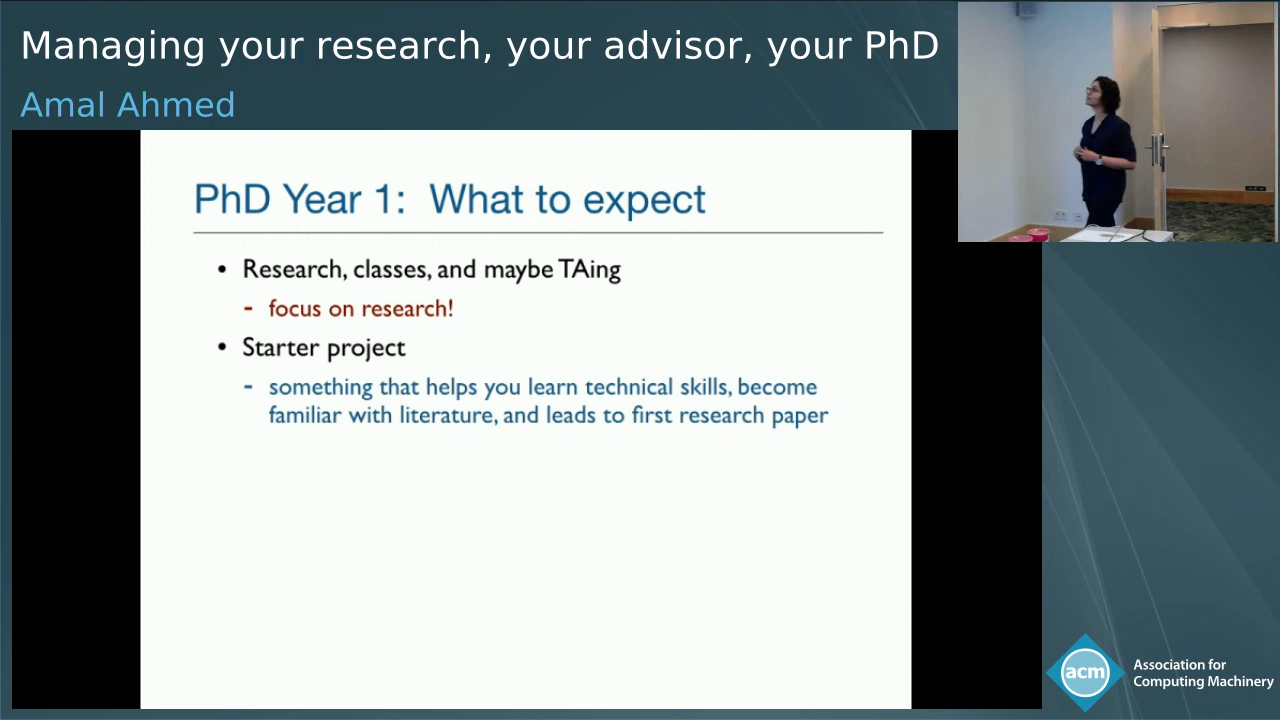 Managing your research, your advisor, your PhD
Amal Ahmed
PhD Year 1: What to expect
• Research, classes, and maybe TAing
- focus on research!
• Starter project
- something that helps you learn technical skills, become
familiar with literature, and leads to first research paper
acm
Association for
Computing Machinery